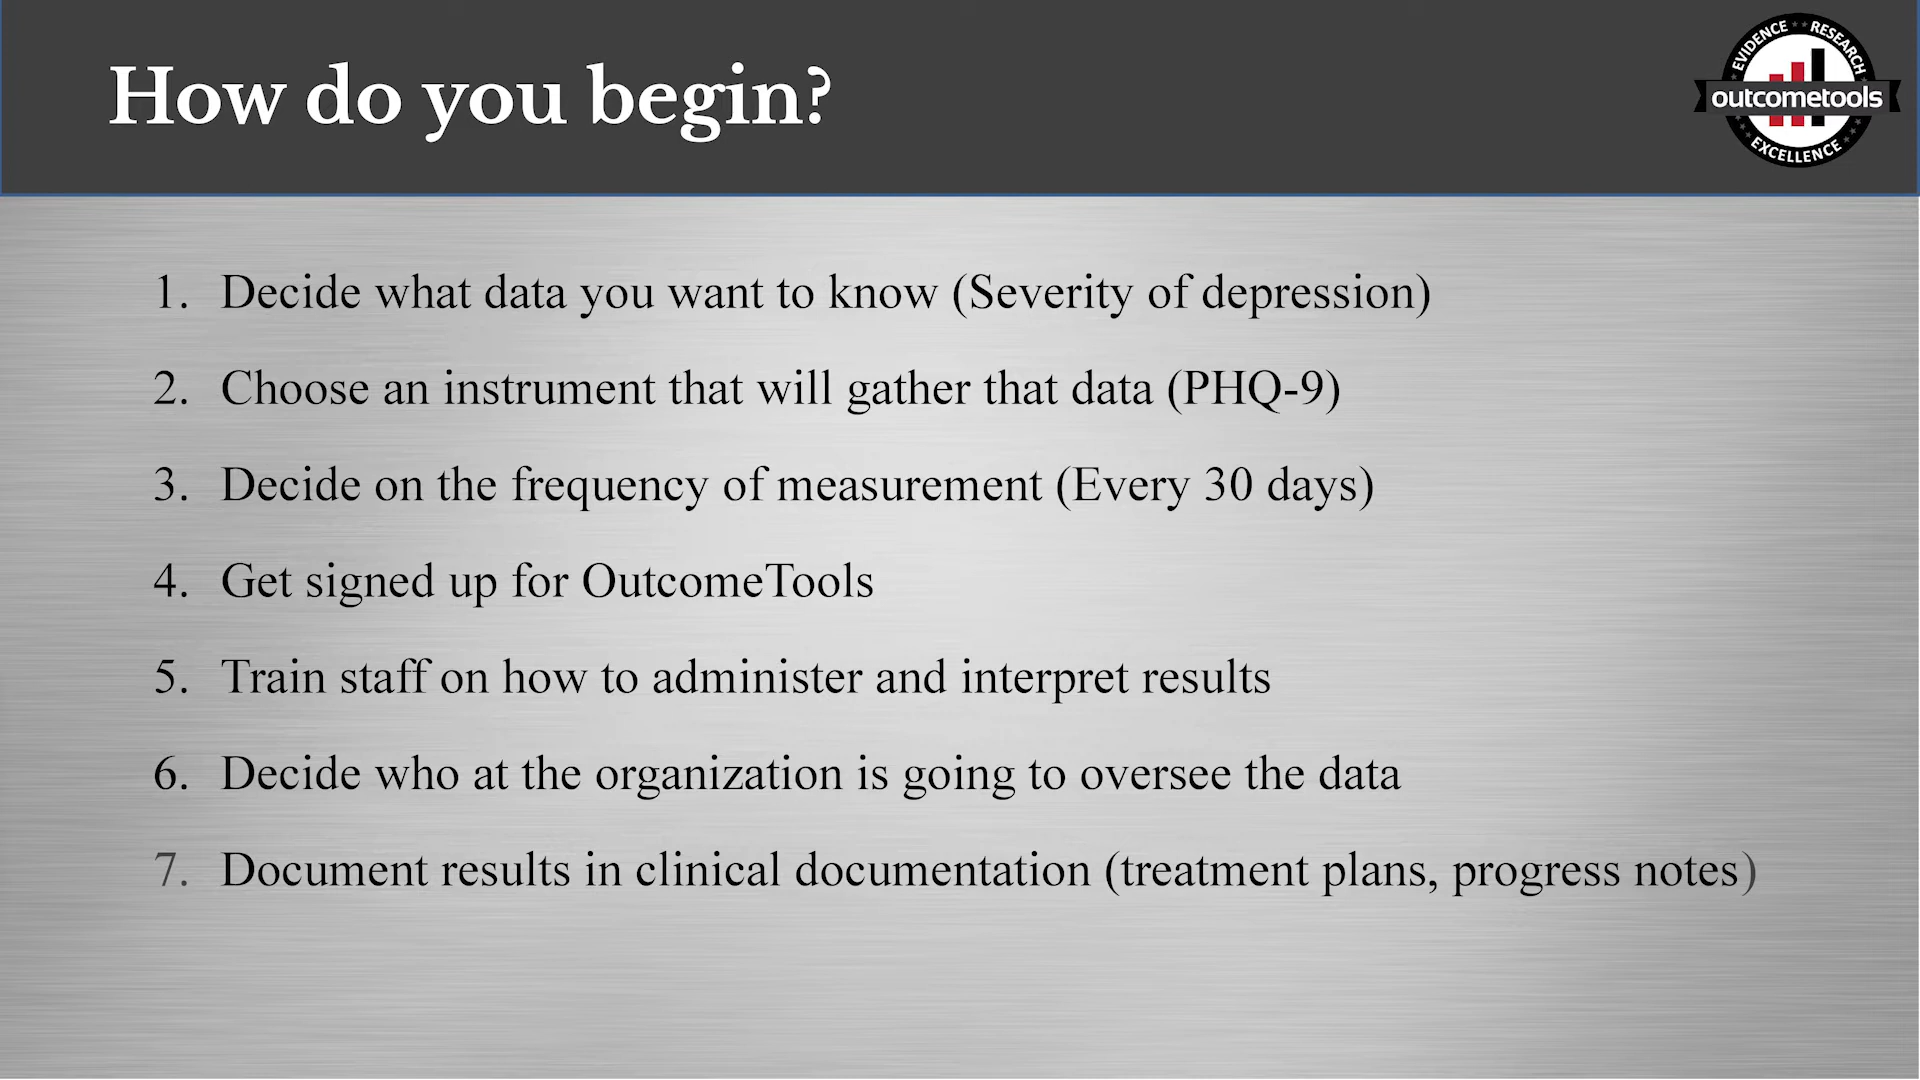 How do you begin?
EVIDENCE ** RESEARCH
outcometools
EXCELLENCE
1. Decide what data you want to know (Severity of depression)
2. Choose an instrument that will gather that data (PHQ-9)
3. Decide on the frequency of measurement (Every 30 days)
4. Get signed up for OutcomeTools
5. Train staff on how to administer and interpret results
6. Decide who at the organization is going to oversee the data
7. Document results in clinical documentation (treatment plans, progress notes)